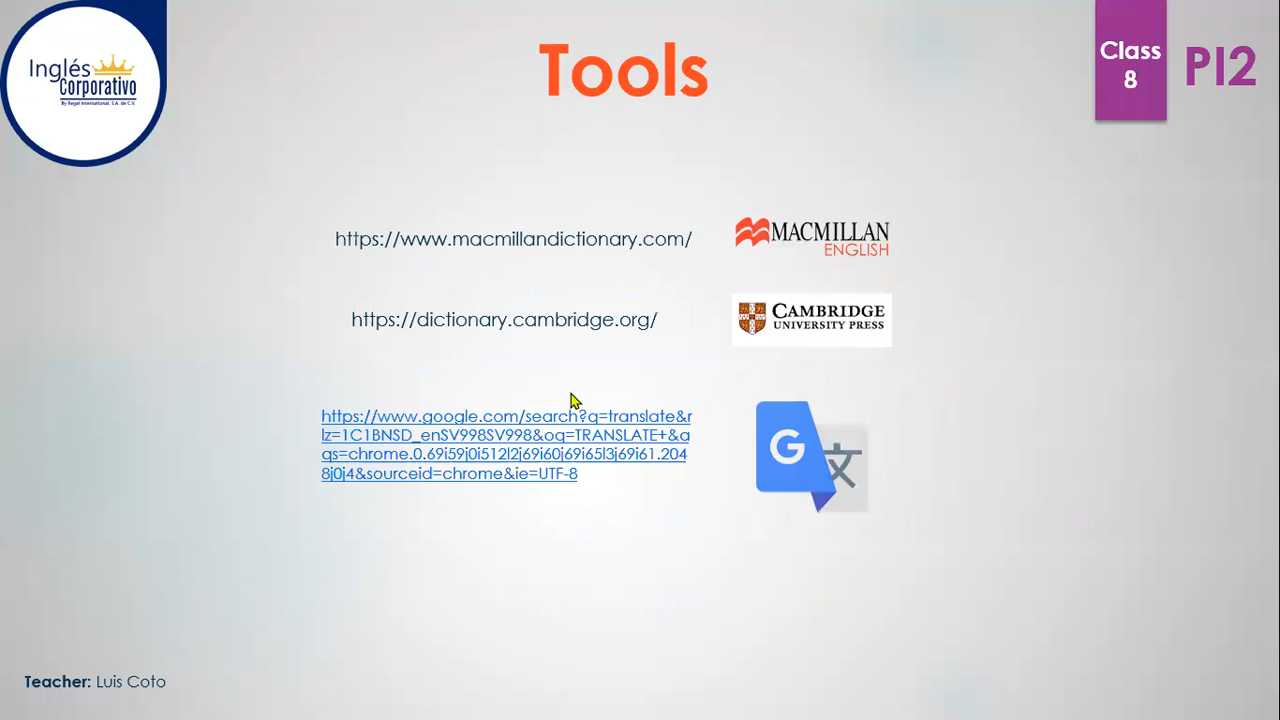 Inglés
Corporativo
By Regal International, S.A. de C.V.
Tools
Class
8
PI2
https://www.macmillandictionary.com/
MACMILLAN
ENGLISH
https://dictionary.cambridge.org/
CAMBRIDGE
UNIVERSITY PRESS
https://www.google.com/search?q=translate&r
lz=1C1BNSD_enSV998SV998&oq=TRANSLATE+&a
qs=chrome.0.69i59j0i512l2j69i60j69i65l3j69i61.204
8j0j4&sourceid=chrome&ie=UTF-8
G
文
Teacher: Luis Coto